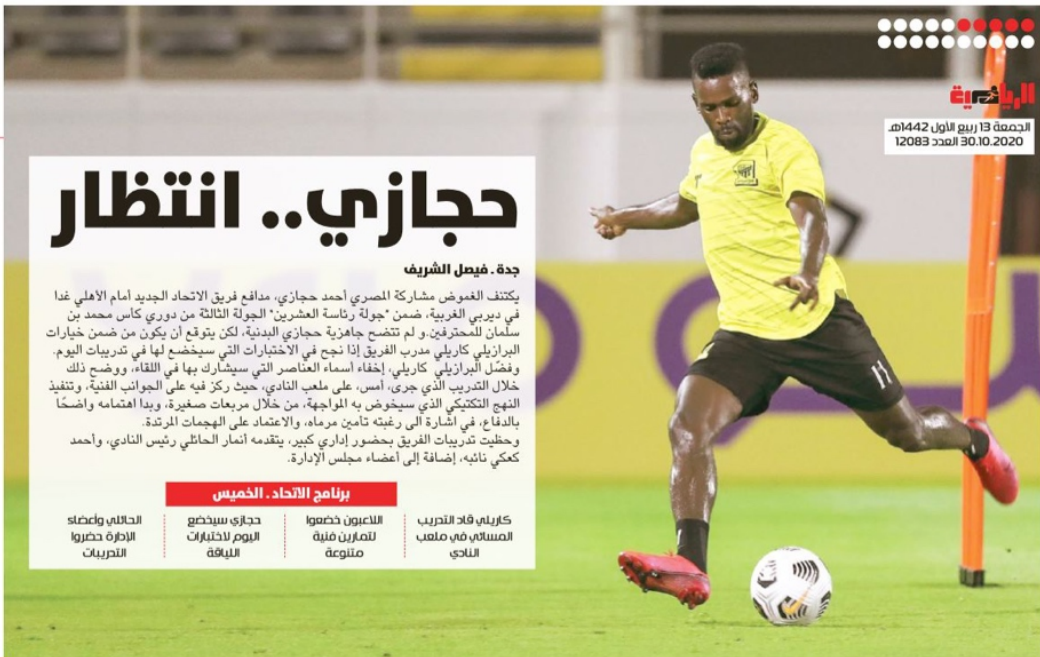 الرياضية
الجمعة 13 ربيع الأول 1442هـ
30.10.2020 العدد 12083
حجازي.. انتظار
جدة ـ فيصل الشريف
يكتنف الغموض مشاركة المصري أحمد حجازي، مدافع فريق الاتحاد الجديد أمام الأهلي غدا
في ديربي الغربية، ضمن "جولة رئاسة العشرين" الجولة الثالثة من دوري كأس محمد بن
سلمان للمحترفين.و لم تتضح جاهزية حجازي البدنية، لكن يتوقع أن يكون من ضمن خيارات
البرازيلي كاريلي مدرب الفريق إذا نجح في الاختبارات التي سيخضع لها في تدريبات اليوم.
وفضّل البرازيلي كاريلي، إخفاء أسماء العناصر التي سيشارك بها في اللقاء، ووضح ذلك
خلال التدريب الذي جرى، أمس، على ملعب النادي، حيث ركز فيه على الجوانب الفنية، وتنفيذ
النهج التكتيكي الذي سيخوض به المواجهة، من خلال مربعات صغيرة، وبدا اهتمامه واضحًا
بالدفاع، في اشارة الى رغبته تأمين مرماه، والاعتماد على الهجمات المرتدة.
وحظيت تدريبات الفريق بحضور إداري كبير، يتقدمه أنمار الحائلي رئيس النادي، وأحمد
كعكي نائبه، إضافة إلى أعضاء مجلس الإدارة.
برنامج الاتحاد ـ الخميس
كاريلي قاد التدريب
المسائي في ملعب
النادي
اللاعبون خضعوا
لتمارين فنية
متنوعة
حجازي سيخضع
اليوم لاختبارات
اللياقة
الحائلي وأعضاء
الإدارة حضروا
التدريبات
11